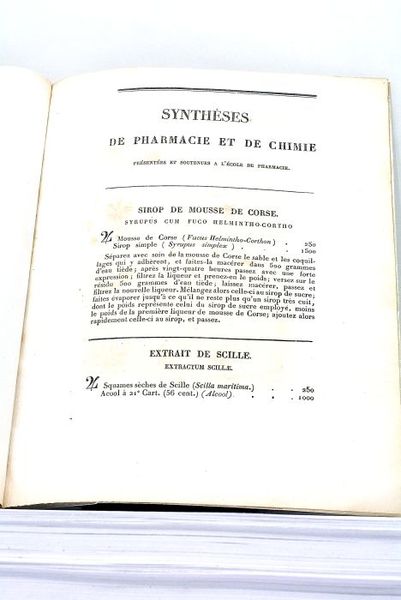 SYNTHÈSES
DE PHARMACIE ET DE CHIMIE
PRÉSENTÉES ET SOUTENUES A L'ÉCOLE DE PHARMACIE.
SIROP DE MOUSSE DE CORSE.
SYRUPUS CUM FUCO HELMINTHO-CORTHO
♃ Mousse de Corse (Fucus Helmintho-Corthon) . 250
Sirop simple (Syrupus simplex) . . 1500
Séparez avec soin de la mousse de Corse le sable et les coquil-
lages qui y adhèrent, et faites-la macérer dans 500 grammes
d'eau tiède; après vingt-quatre heures passez avec une forte
expression; filtrez la liqueur et prenez-en le poids; versez sur le
résidu 500 grammes d'eau tiède; laissez macérer, passez et
filtrez la nouvelle liqueur. Mélangez alors celle-ci au sirop de sucre;
faites évaporer jusqu'à ce qu'il ne reste plus qu'un sirop très cuit,
dont le poids représente celui du sirop de sucre employé, moins
le poids de la première liqueur de mousse de Corse; ajoutez alors
rapidement celle-ci au sirop, et passez.
EXTRAIT DE SCILLE.
EXTRACTUM SCILLÆ.
♃ Squames sèches de Scille (Scilla maritima.) . . 250
Acool à 21e Cart. (56 cent.) (Alcool). . . . 1000